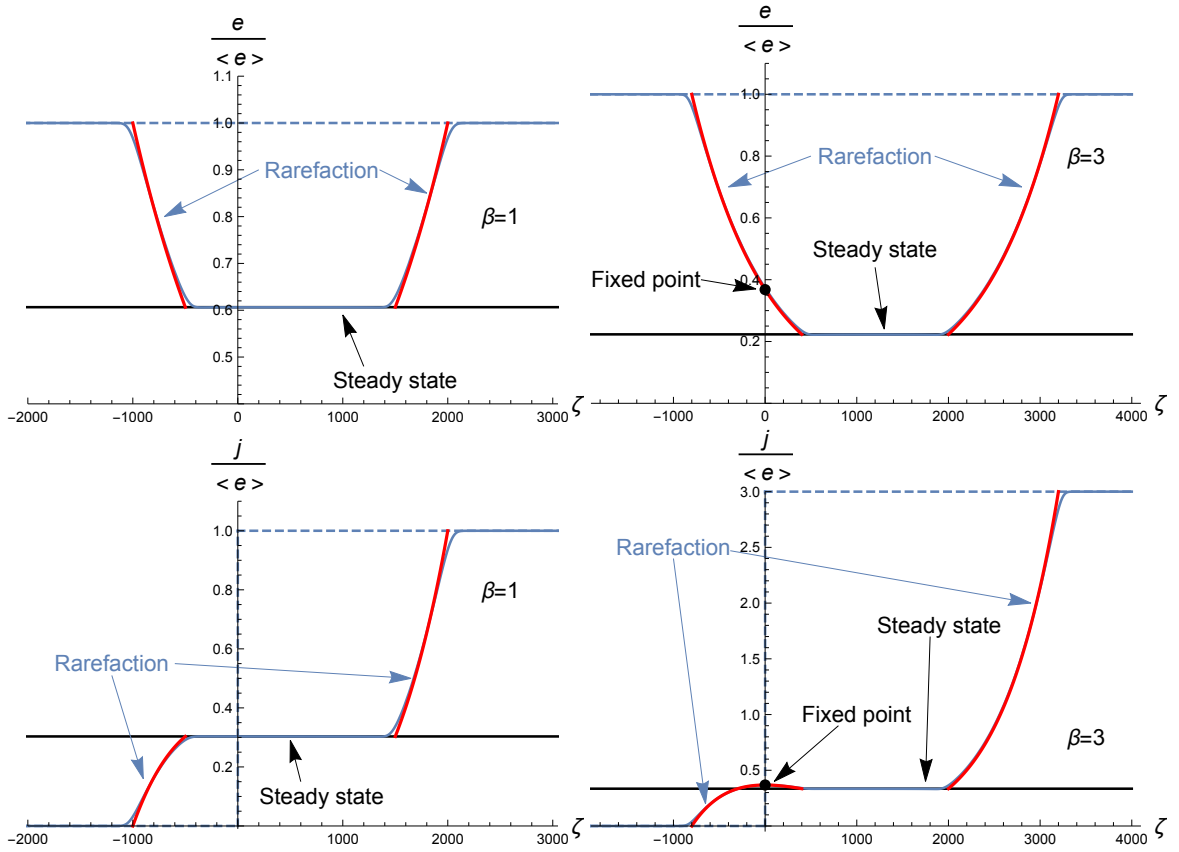 e
< e >
1.1
1.0
0.9
0.8
0.7
0.6
0.5
Rarefaction
β=1
Steady state
−2000 −1000 0 1000 2000 3000 ζ
e
< e >
1.0
0.8
0.6
0.4
0.2
Rarefaction
β=3
Steady state
Fixed point
−1000 0 1000 2000 3000 4000 ζ
j
< e >
1.0
0.8
0.6
0.4
0.2
β=1
Rarefaction
Steady state
−2000 −1000 0 1000 2000 3000 ζ
j
< e >
3.0
2.5
2.0
1.5
1.0
0.5
Rarefaction
Steady state
Fixed point
β=3
−1000 0 1000 2000 3000 4000 ζ